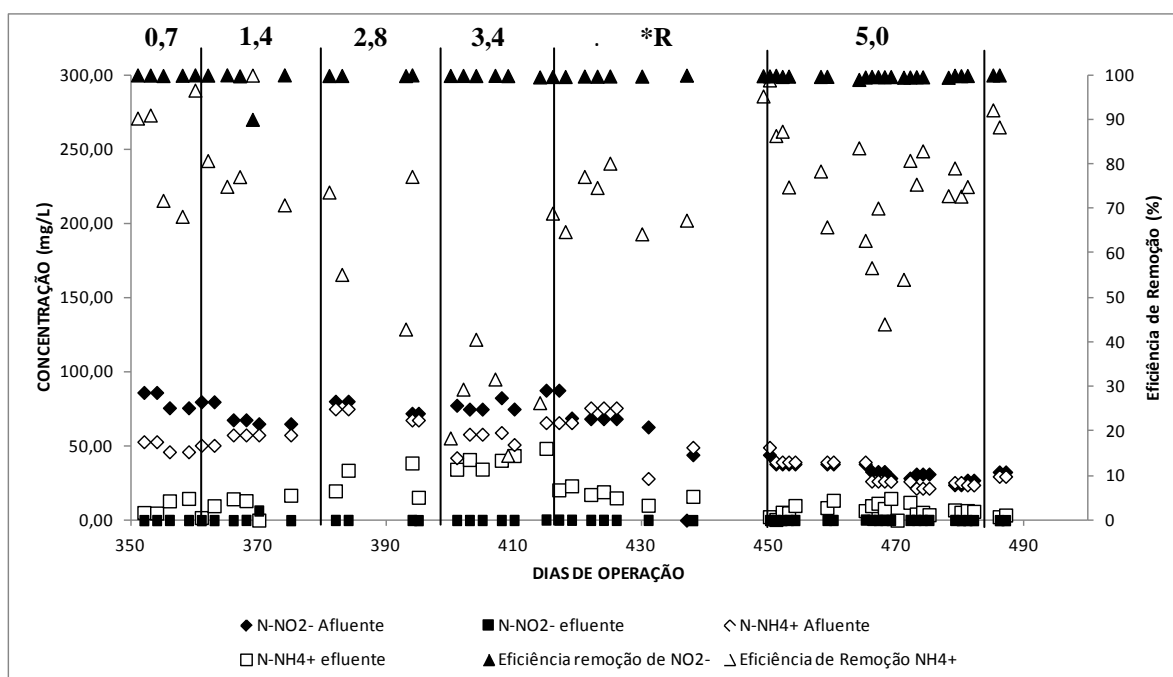 0,7 1,4 2,8 3,4 . *R 5,0
300,00 100
90
250,00
80
200,00 70
60
150,00 50
40
100,00
30
50,00 20
10
0,00 0
350 370 390 410 430 450 470 490
CONCENTRAÇÃO (mg/L)
Eficiência de Remoção (%)
DIAS DE OPERAÇÃO
N-NO2- Afluente N-NO2- efluente N-NH4+ Afluente
N-NH4+ efluente Eficiência remoção de NO2- Eficiência de Remoção NH4+